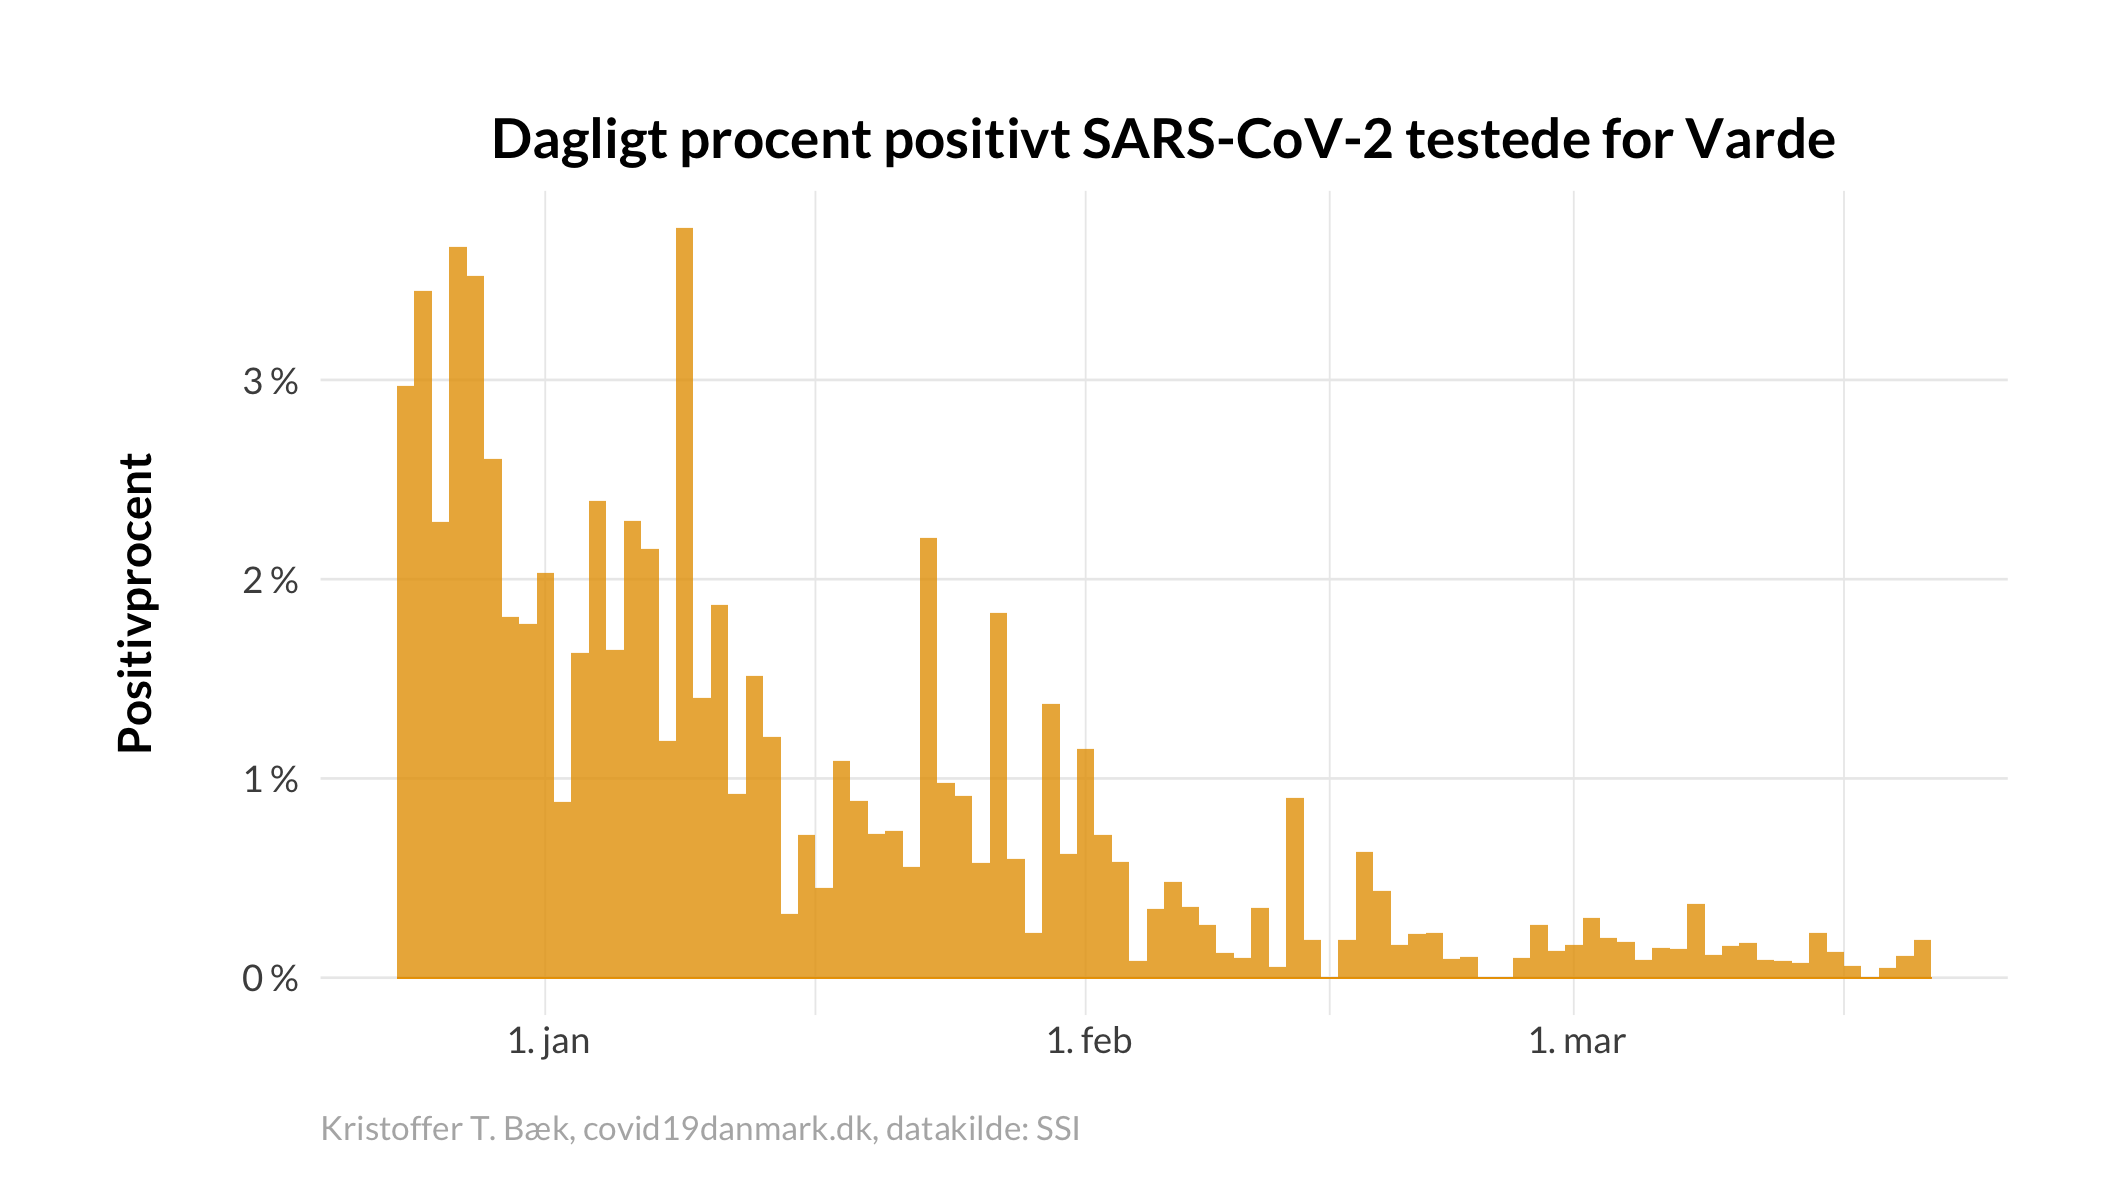 Dagligt procent positivt SARS-CoV-2 testede for Varde
Positivprocent
3 %
2 %
1 %
0 %
1. jan
1. feb
1. mar
Kristoffer T. Bæk, covid19danmark.dk, datakilde: SSI